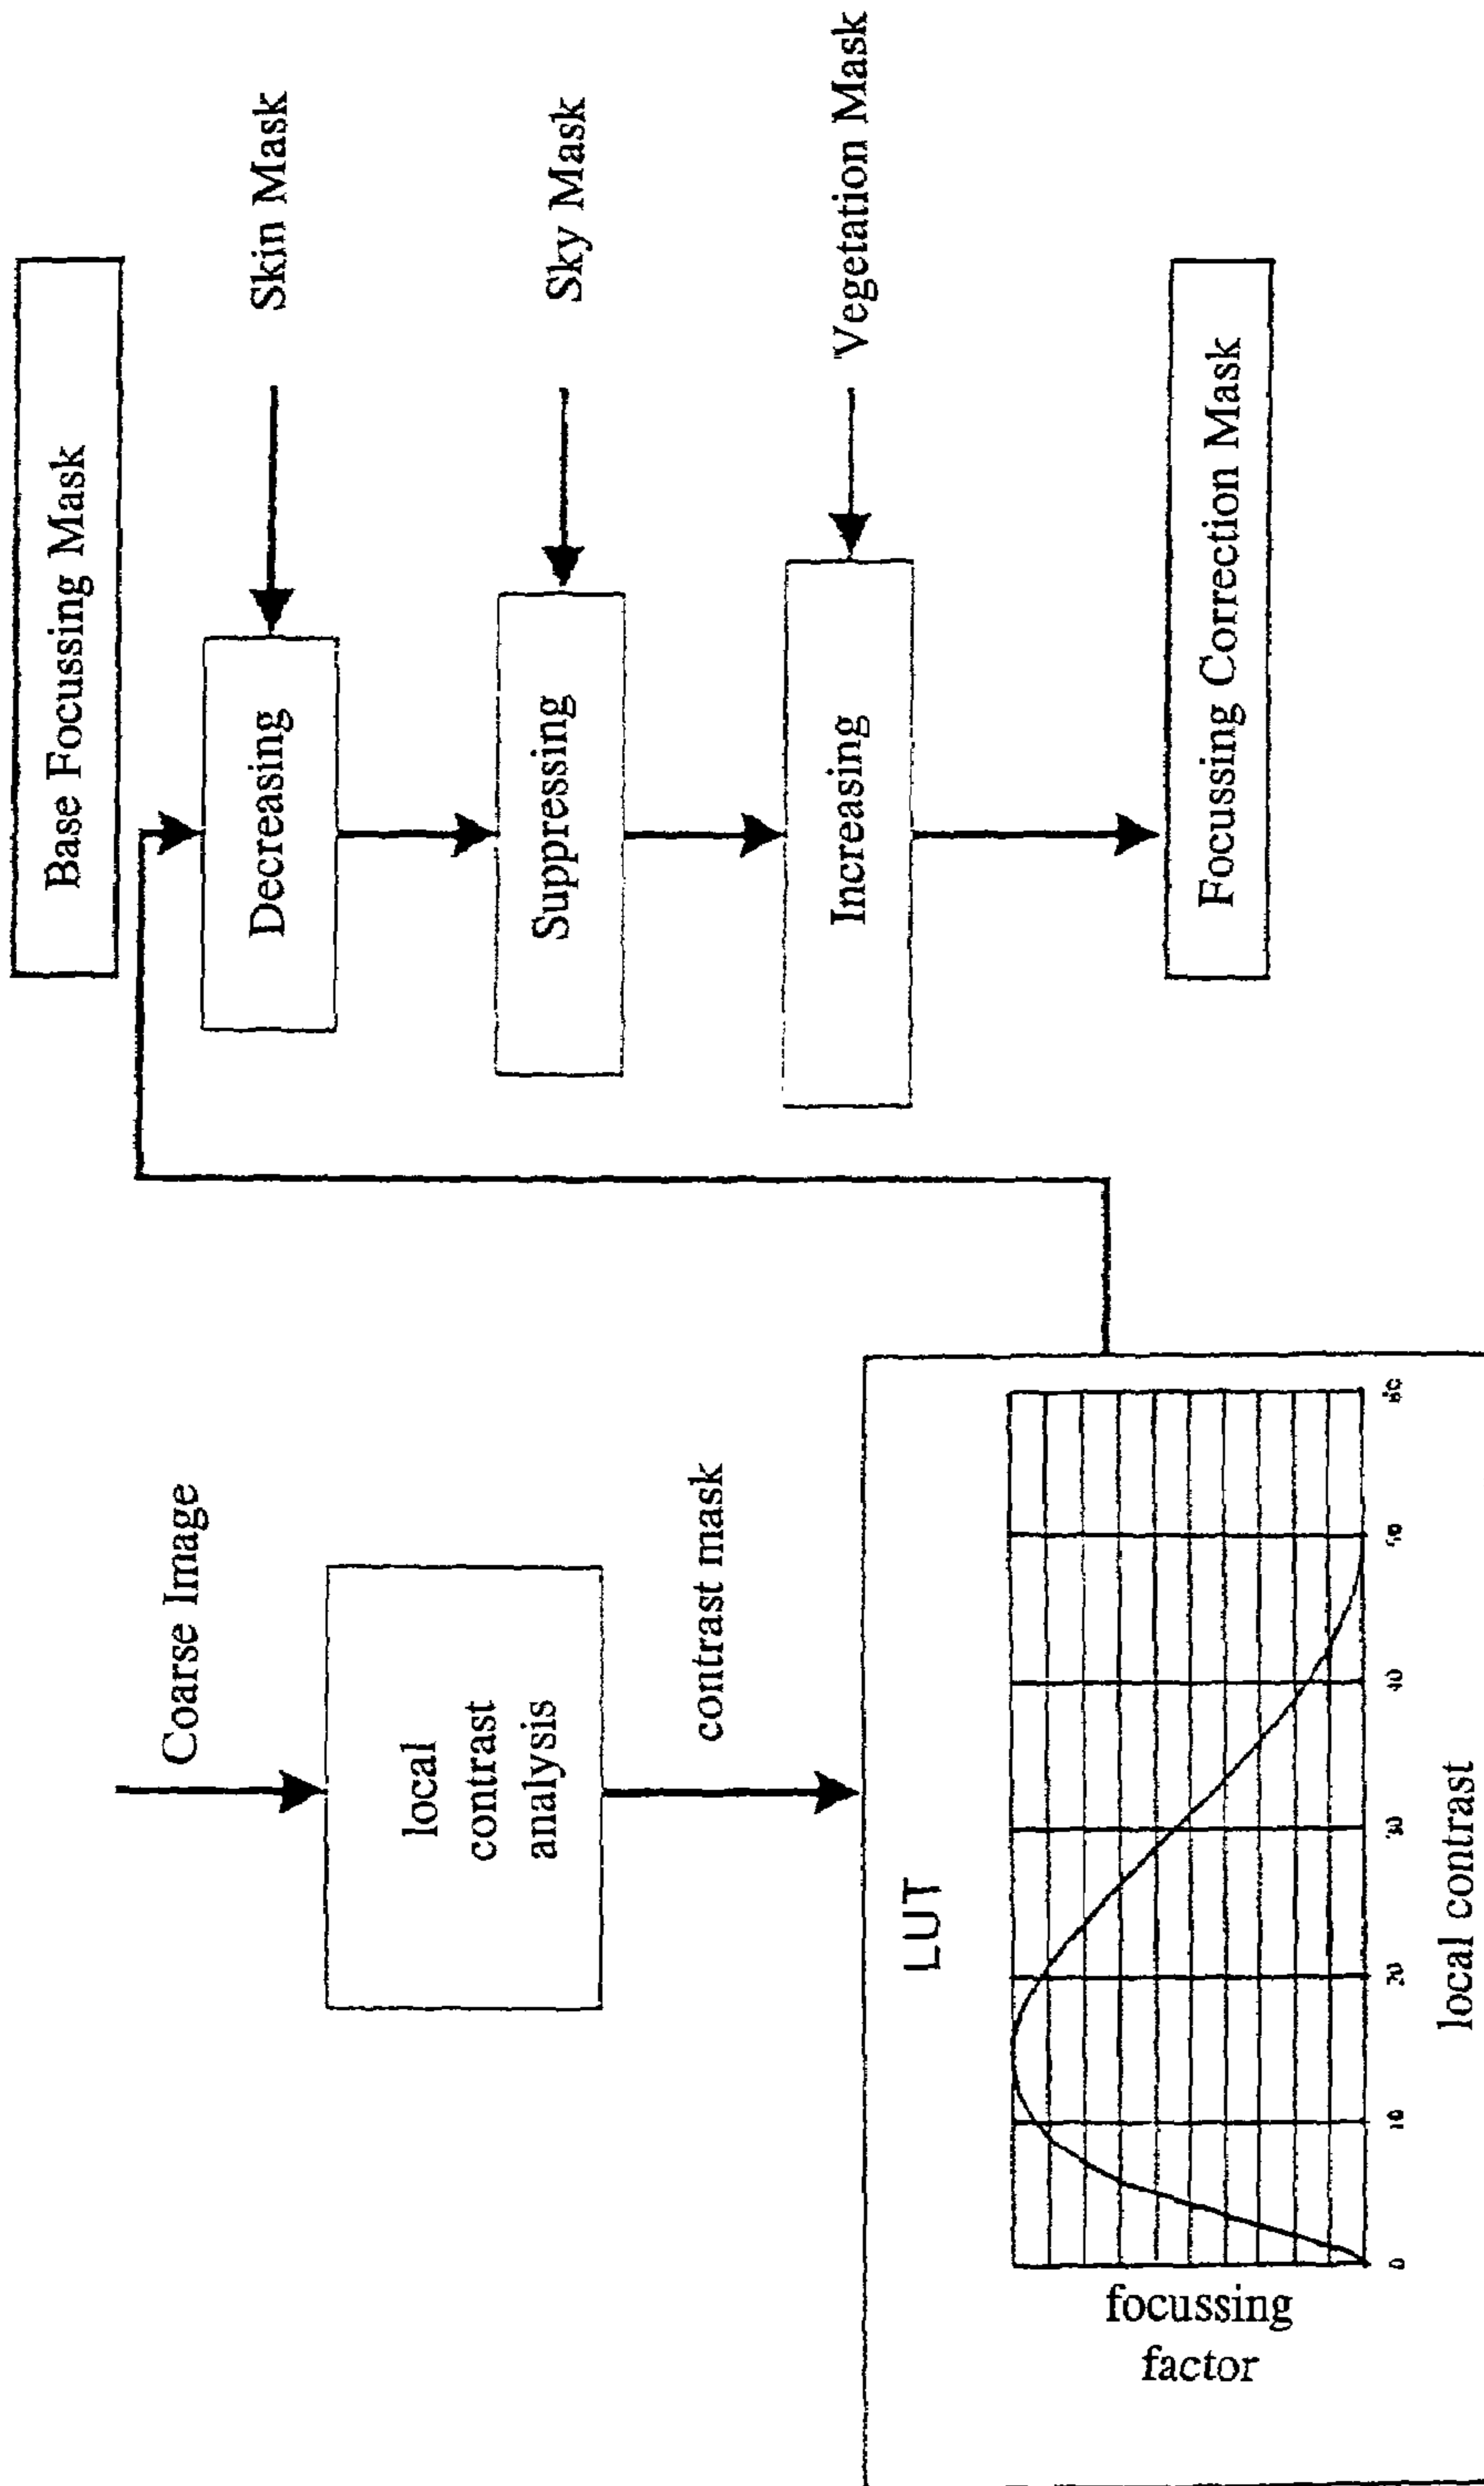 Coarse Image
local
contrast
analysis
contrast mask
LUT
focussing
factor
0
10
20
30
40
50
60
local contrast
Base Focussing Mask
Decreasing
Skin Mask
Suppressing
Sky Mask
Increasing
Vegetation Mask
Focussing Correction Mask